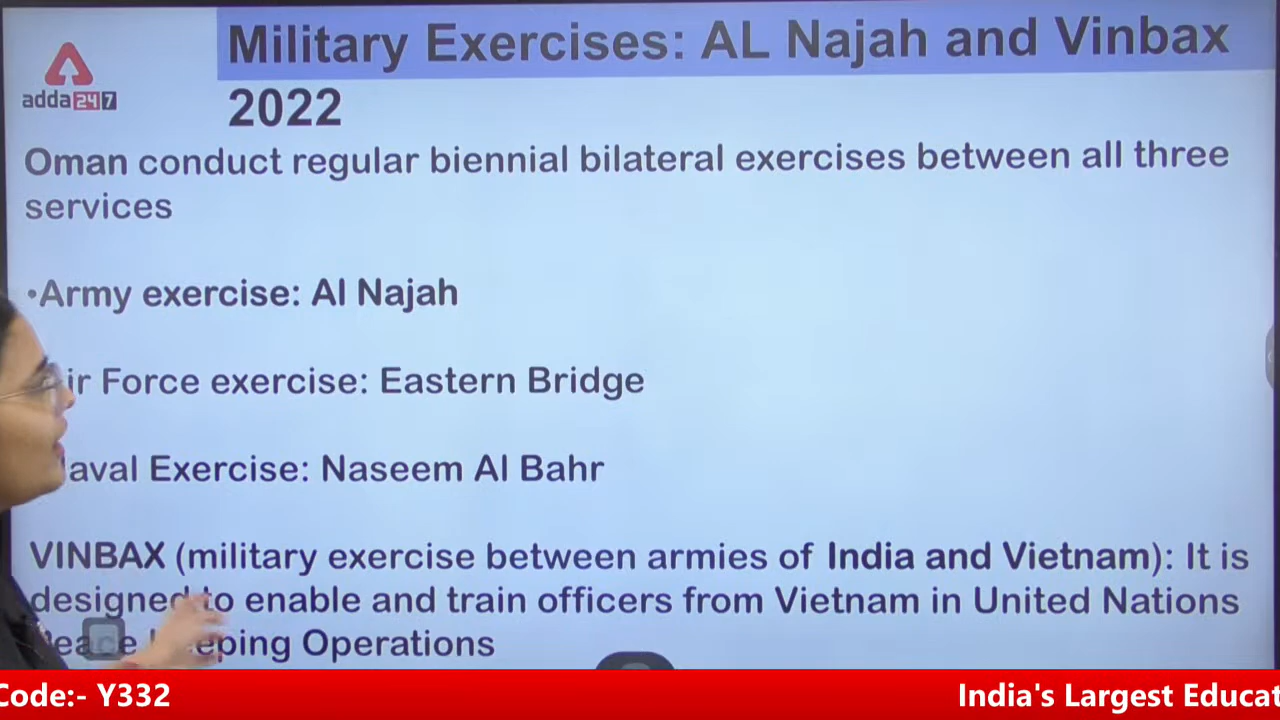 Military Exercises: AL Najah and Vinbax
adda247
2022
Oman conduct regular biennial bilateral exercises between all three
services
•Army exercise: Al Najah
ir Force exercise: Eastern Bridge
aval Exercise: Naseem Al Bahr
VINBAX (military exercise between armies of India and Vietnam): It is
designed to enable and train officers from Vietnam in United Nations
Peace Keeping Operations
Code:- Y332
India's Largest Educat